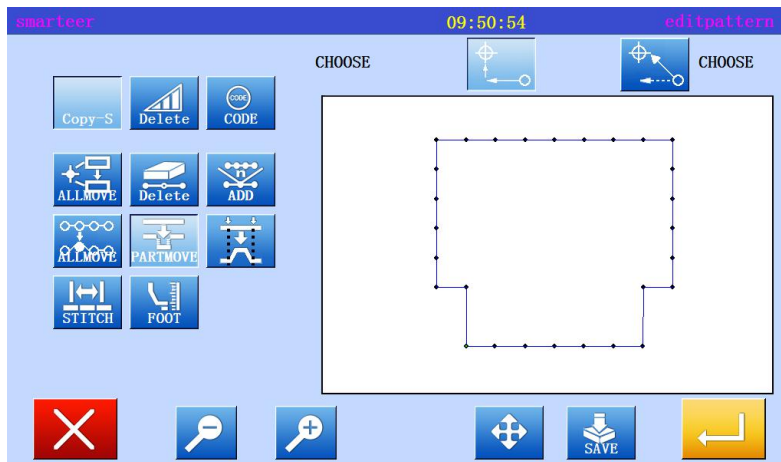 smarteer 09:50:54 editpattern
CHOOSE CHOOSE
Copy-S Delete CODE CODE
ALLMOVE Delete n ADD
ALLMOVE PARTMOVE
STITCH FOOT
SAVE